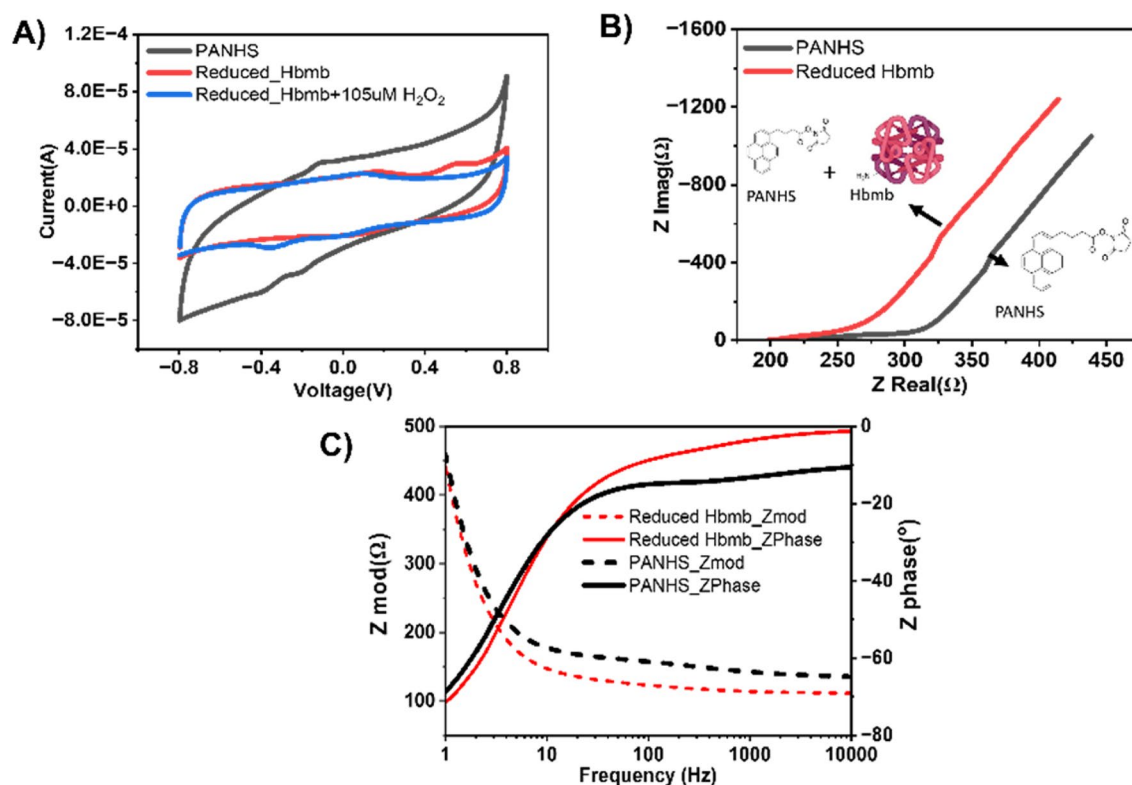 A)
1.2E-4
8.0E-5
4.0E-5
0.0E+0
-4.0E-5
-8.0E-5
Current(A)
PANHS
Reduced_Hbmb
Reduced_Hbmb+105uM H₂O₂
-0.8
-0.4
0.0
0.4
0.8
Voltage(V)
B)
-1600
-1200
-800
-400
0
Z Imag(Ω)
PANHS
Reduced Hbmb
PANHS
+
H₂N
Hbmb
PANHS
200
250
300
350
400
450
Z Real(Ω)
C)
500
400
300
200
100
Z mod(Ω)
Reduced Hbmb_Zmod
Reduced Hbmb_ZPhase
PANHS_Zmod
PANHS_ZPhase
0
-20
-40
-60
-80
Z phase(°)
1
10
100
1000
10000
Frequency (Hz)